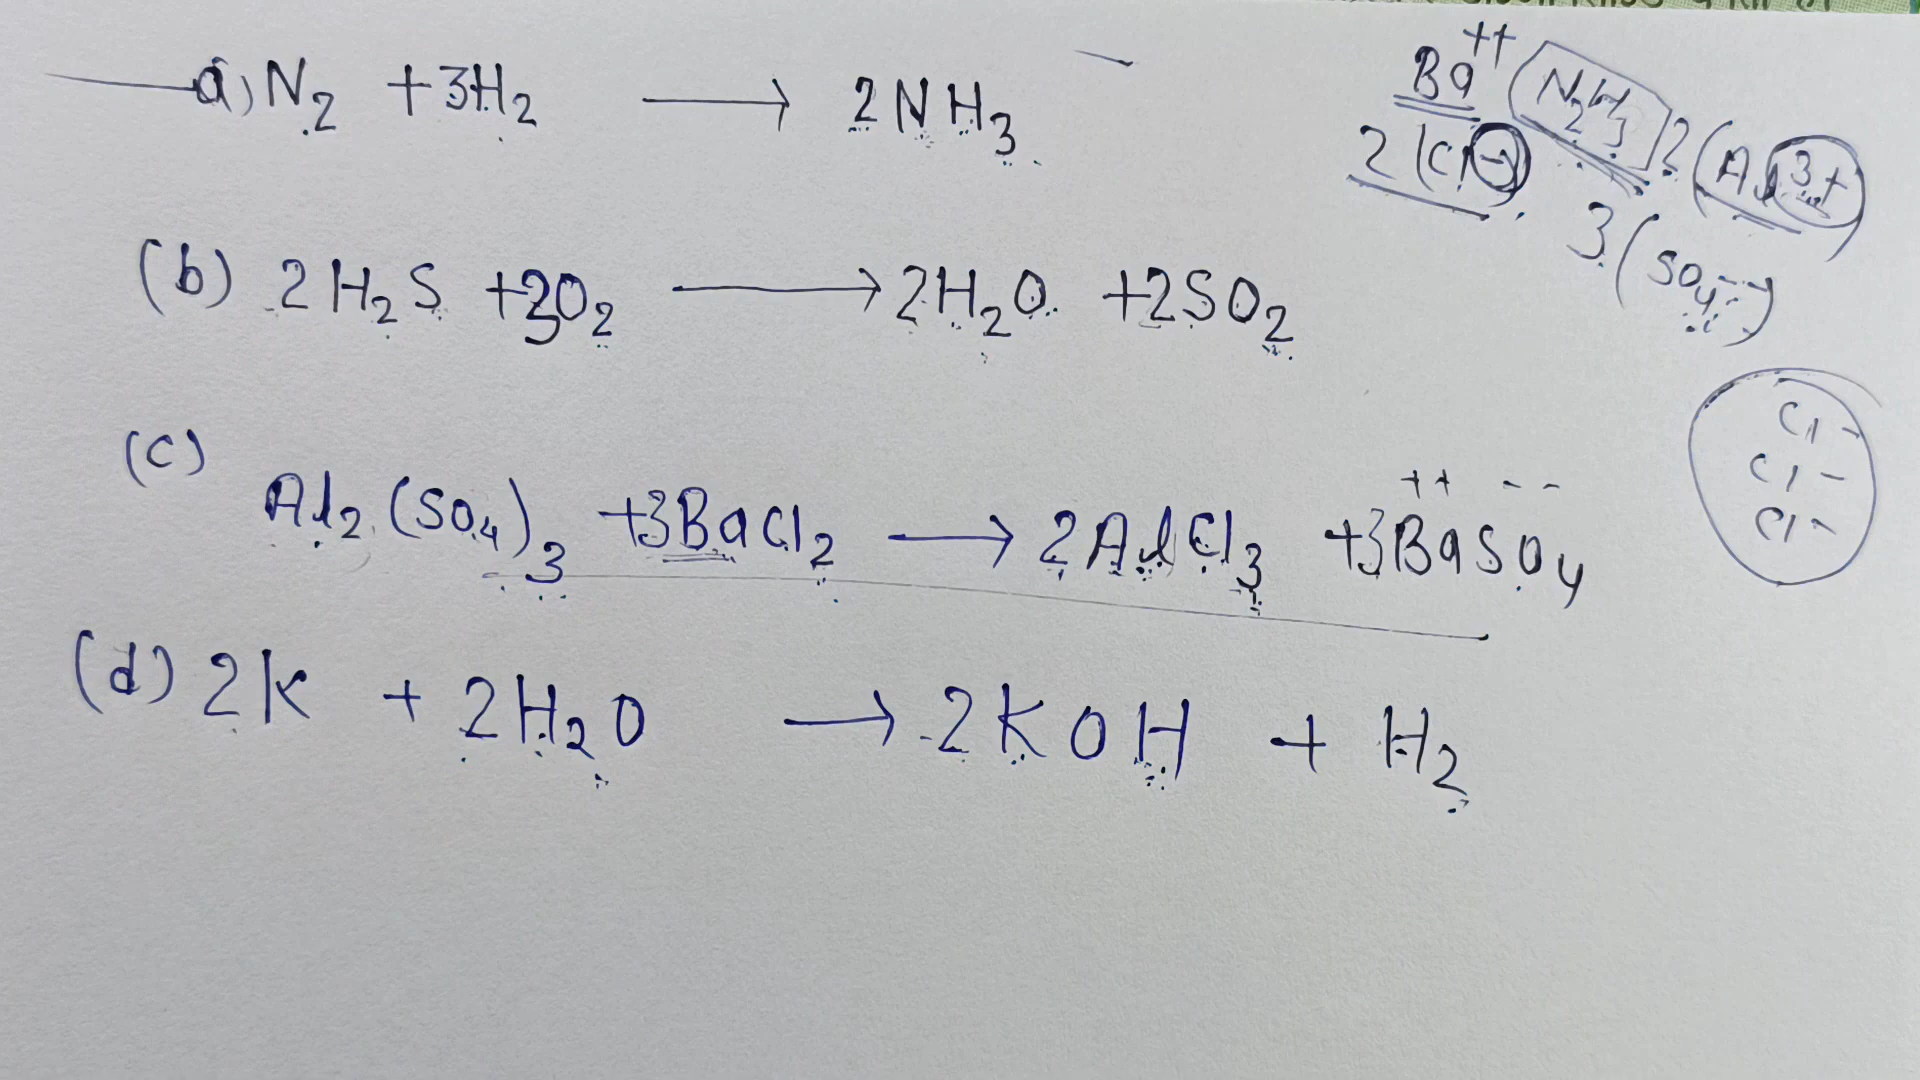 a) N₂ + 3H₂ → 2NH₃
(b) 2H₂S + 3O₂ → 2H₂O + 2SO₂
(c) Al₂(SO₄)₃ + 3BaCl₂ → 2AlCl₃ + 3BaSO₄
++ --
(d) 2K + 2H₂O → 2KOH + H₂
Ba++
N₂H₃
2(Cl-)
2(Al3+)
3(SO₄--)
Cl-
Cl-
Cl-